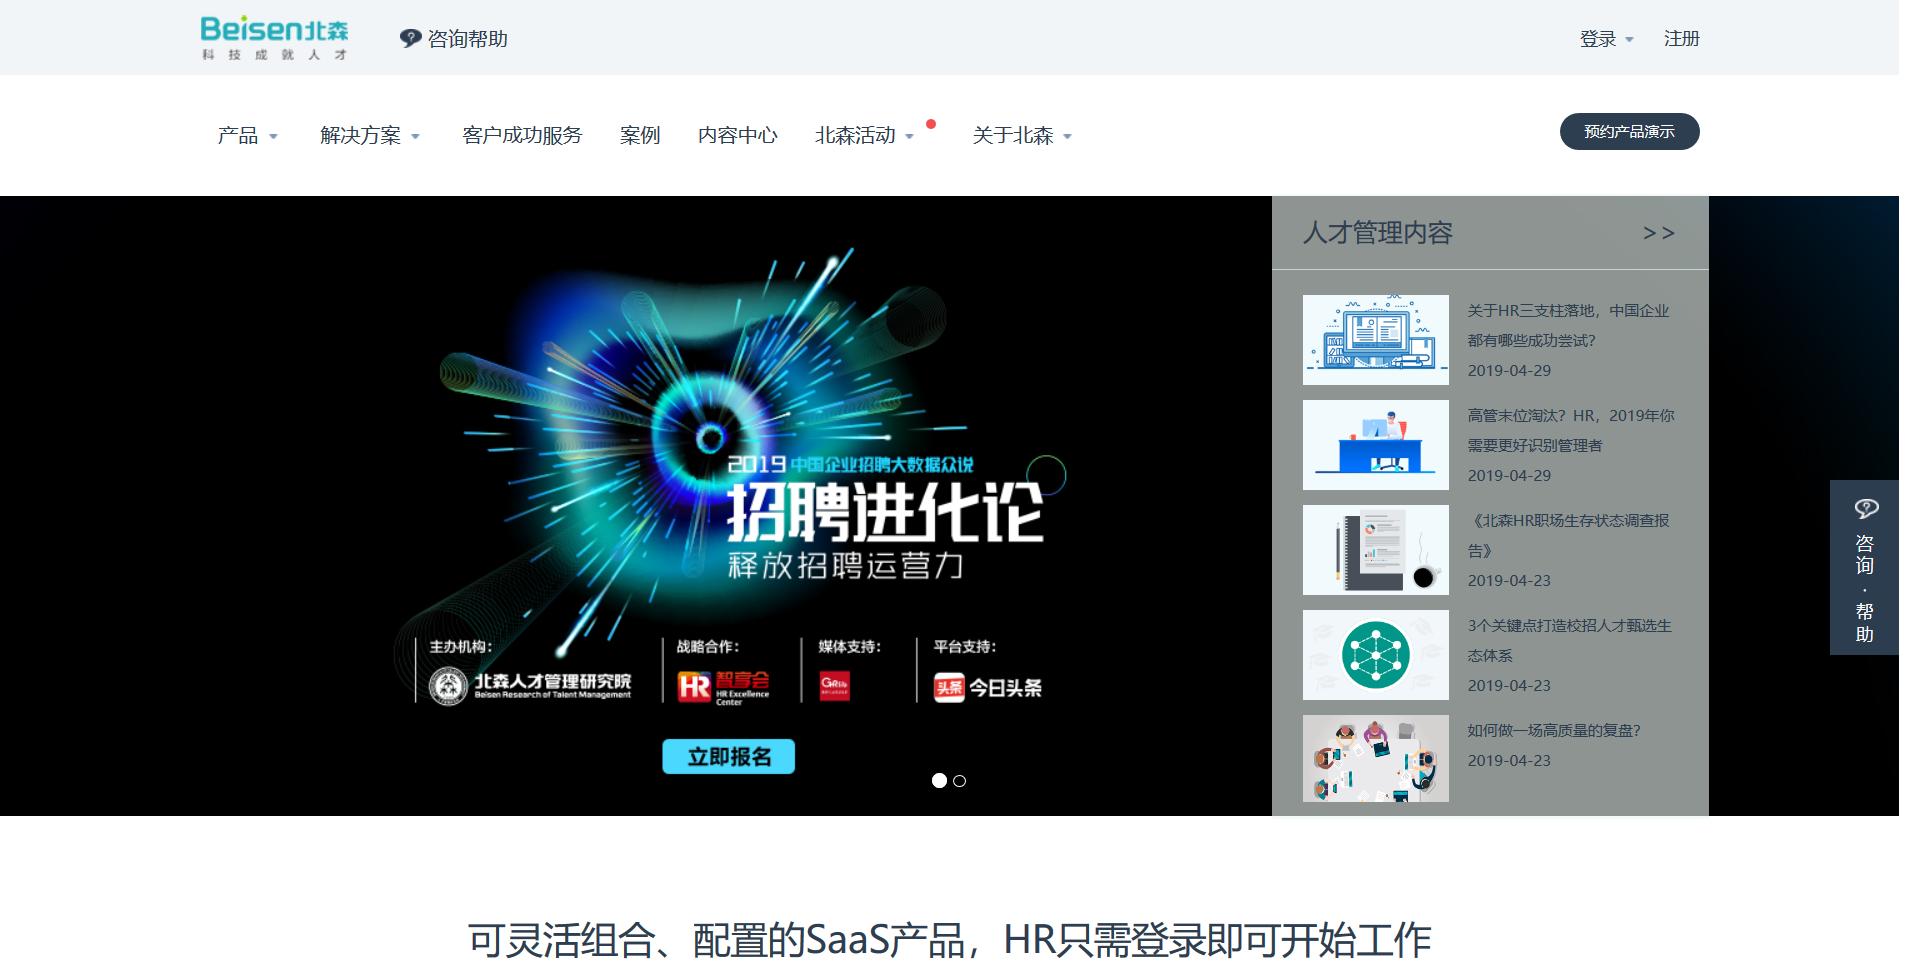 Beisen北森
科技成就人才
咨询帮助
登录
注册
产品
解决方案
客户成功服务
案例
内容中心
北森活动
关于北森
预约产品演示
2019 中国企业招聘大数据众说
招聘进化论
释放招聘运营力
主办机构：
北森人才管理研究院
Beisen Research of Talent Management
战略合作：
HR 智享会
HR Excellence
Center
媒体支持：
平台支持：
头条 今日头条
立即报名
人才管理内容
>>
关于HR三支柱落地，中国企业
都有哪些成功尝试？
2019-04-29
高管末位淘汰？HR，2019年你
需要更好识别管理者
2019-04-29
《北森HR职场生存状态调查报
告》
2019-04-23
3个关键点打造校招人才甄选生
态体系
2019-04-23
如何做一场高质量的复盘？
2019-04-23
咨
询
·
帮
助
可灵活组合、配置的SaaS产品，HR只需登录即可开始工作